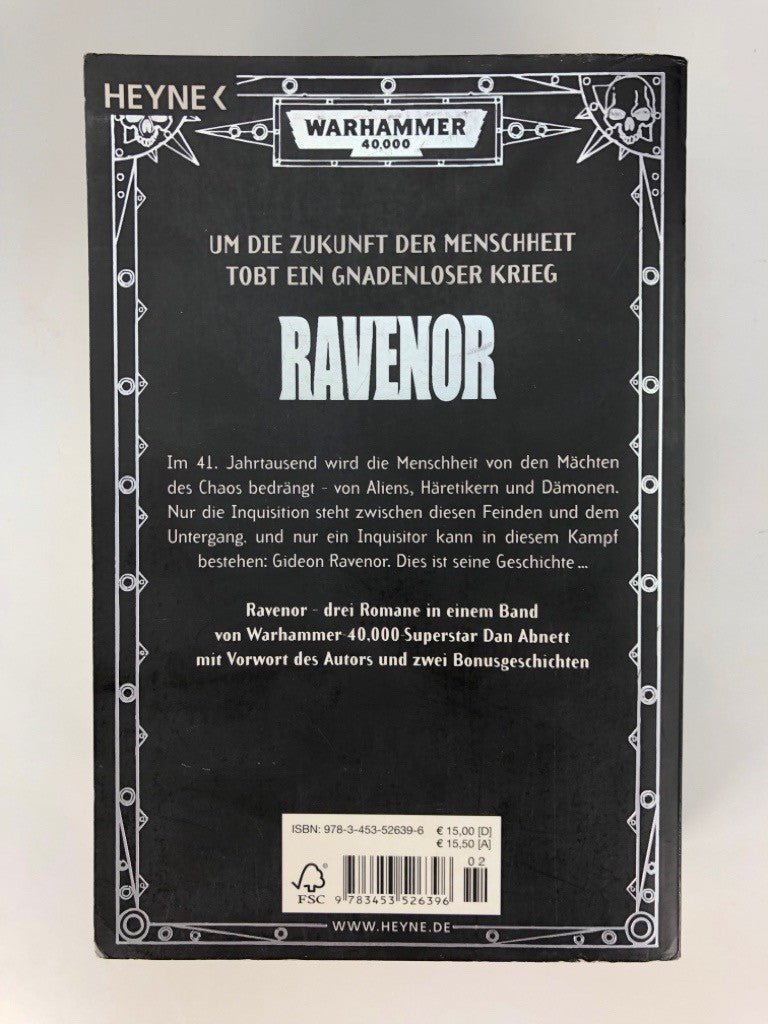 HEYNE<
WARHAMMER
40,000
UM DIE ZUKUNFT DER MENSCHHEIT
TOBT EIN GNADENLOSER KRIEG
RAVENOR
Im 41. Jahrtausend wird die Menschheit von den Mächten
des Chaos bedrängt – von Aliens, Häretikern und Dämonen.
Nur die Inquisition steht zwischen diesen Feinden und dem
Untergang, und nur ein Inquisitor kann in diesem Kampf
bestehen: Gideon Ravenor. Dies ist seine Geschichte ...
Ravenor – drei Romane in einem Band
von Warhammer-40.000-Superstar Dan Abnett
mit Vorwort des Autors und zwei Bonusgeschichten
ISBN: 978-3-453-52639-6 € 15,00 [D]
€ 15,50 [A]
02
FSC®
9 783453 526396
WWW.HEYNE.DE